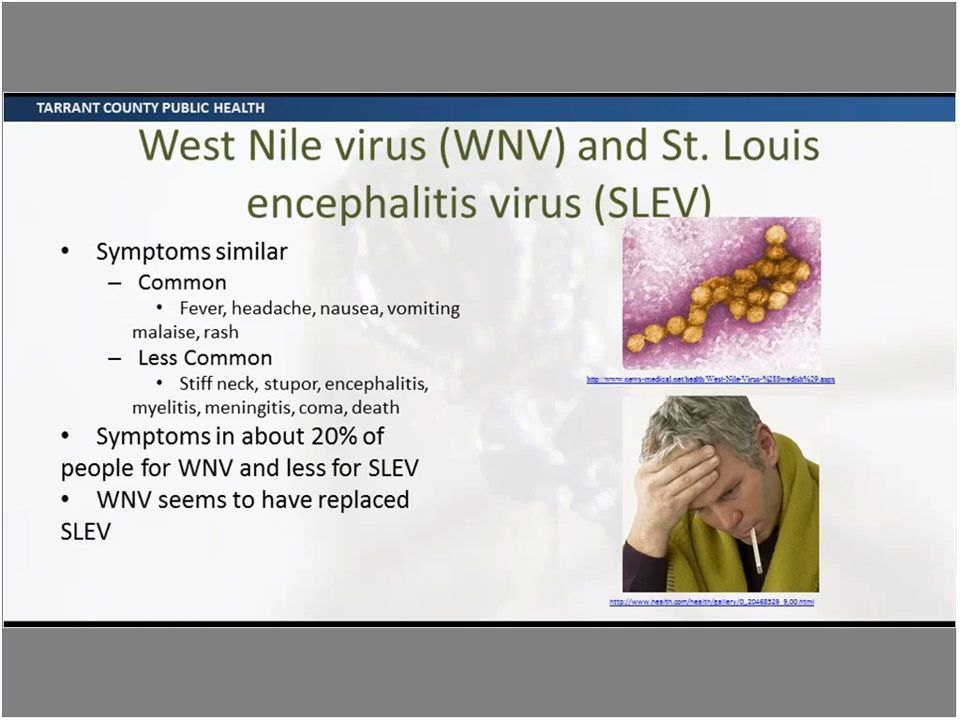 TARRANT COUNTY PUBLIC HEALTH
West Nile virus (WNV) and St. Louis
encephalitis virus (SLEV)
• Symptoms similar
– Common
• Fever, headache, nausea, vomiting
malaise, rash
– Less Common
• Stiff neck, stupor, encephalitis,
myelitis, meningitis, coma, death
• Symptoms in about 20% of
people for WNV and less for SLEV
• WNV seems to have replaced
SLEV
http://www.news-medical.net/health/West-Nile-Virus-%28Swedish%29.aspx
http://www.health.com/health/gallery/0,,20468329_9,00.html